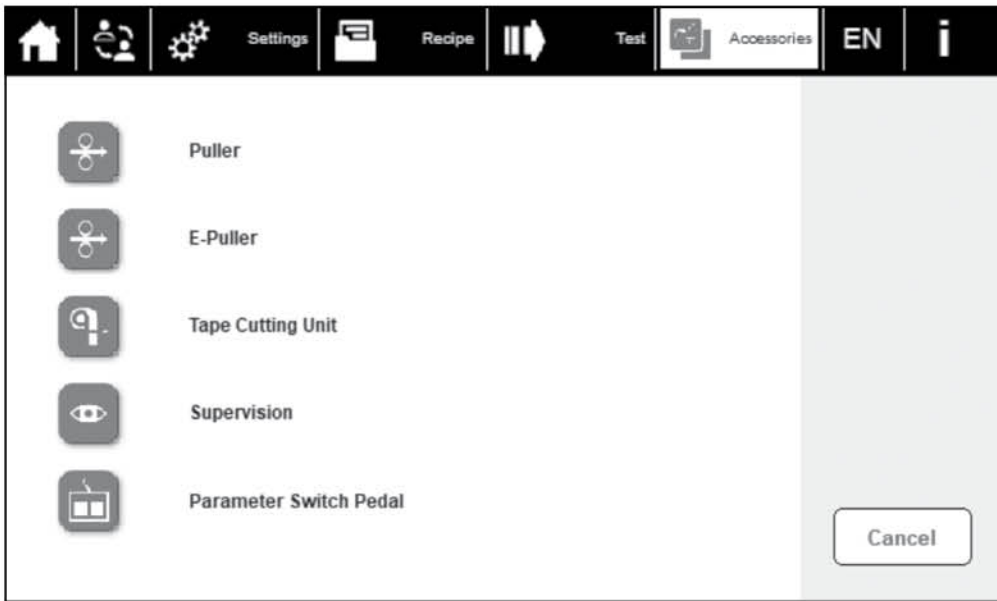 Settings Recipe Test Accessories EN i
Puller
E-Puller
Tape Cutting Unit
Supervision
Parameter Switch Pedal
Cancel